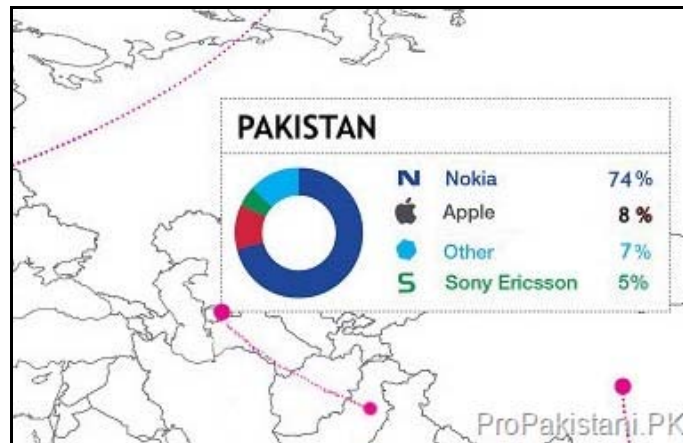 PAKISTAN
N Nokia 74%
Apple 8%
Other 7%
S Sony Ericsson 5%
ProPakistani.PK